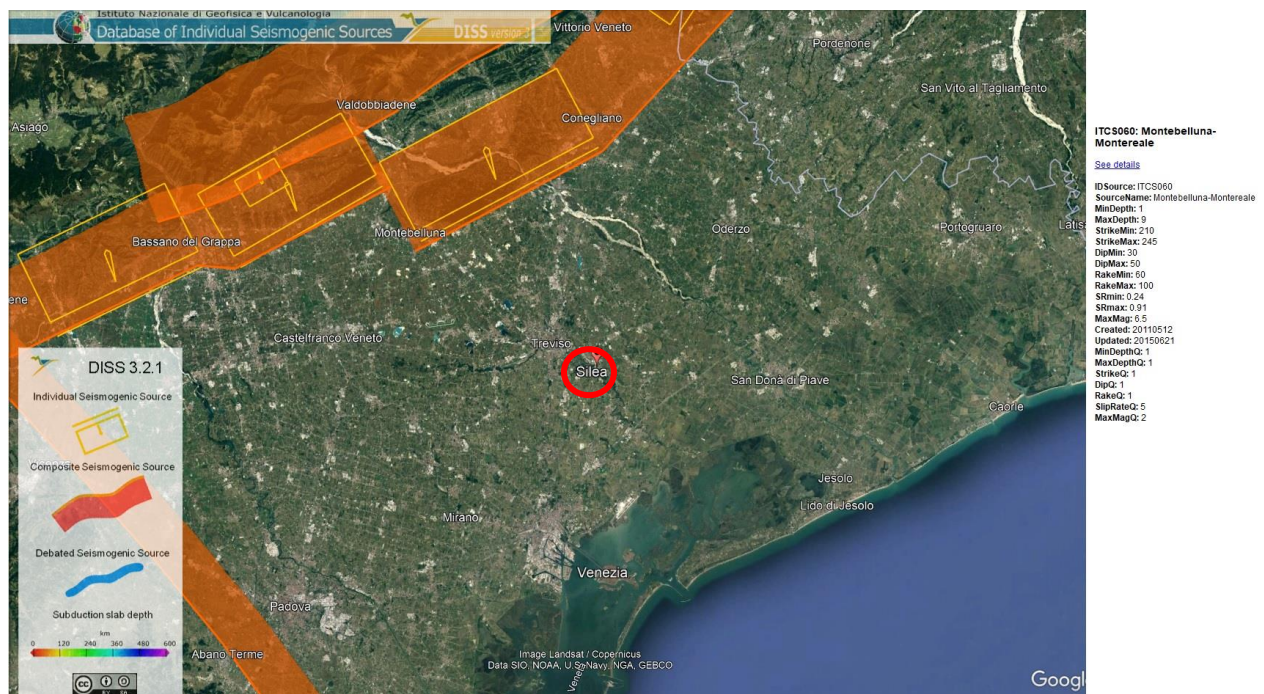 Istituto Nazionale di Geofisica e Vulcanologia
Database of Individual Seismogenic Sources
DISS version 3
Vittorio Veneto
Pordenone
San Vito al Tagliamento
Valdobbiadene
Asiago
Conegliano
Bassano del Grappa
Montebelluna
Oderzo
Portogruaro
Latisa
ene
Castelfranco Veneto
Treviso
Silea
San Donà di Piave
Caorle
Jesolo
Lido di Jesolo
Mirano
Venezia
Padova
Abano Terme
DISS 3.2.1
Individual Seismogenic Source
Composite Seismogenic Source
Debated Seismogenic Source
Subduction slab depth
km
0 120 240 360 480 600
cc
BY SA
Image Landsat / Copernicus
Data SIO, NOAA, U.S. Navy, NGA, GEBCO
Venezia
Google
ITCS060: Montebelluna-
Montereale
See details
IDSource: ITCS060
SourceName: Montebelluna-Montereale
MinDepth: 1
MaxDepth: 9
StrikeMin: 210
StrikeMax: 245
DipMin: 30
DipMax: 50
RakeMin: 60
RakeMax: 100
SRmin: 0.24
SRmax: 0.91
MaxMag: 6.5
Created: 20110512
Updated: 20150621
MinDepthQ: 1
MaxDepthQ: 1
StrikeQ: 1
DipQ: 1
RakeQ: 1
SlipRateQ: 5
MaxMagQ: 2